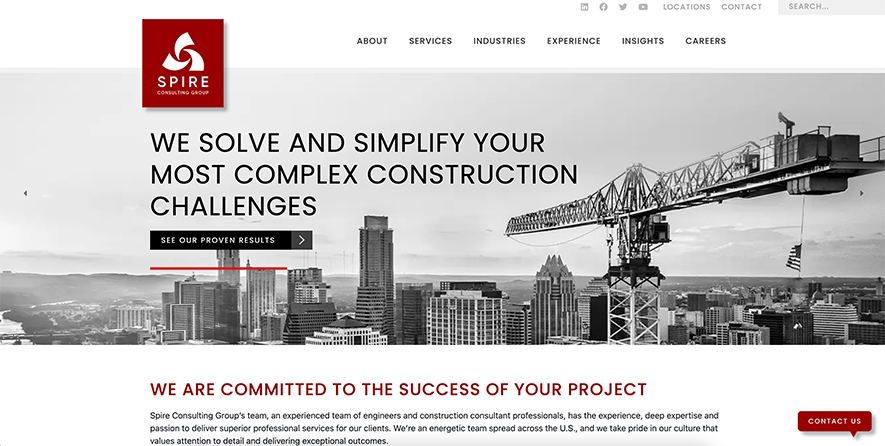 LOCATIONS CONTACT SEARCH...
SPIRE
CONSULTING GROUP
ABOUT SERVICES INDUSTRIES EXPERIENCE INSIGHTS CAREERS
WE SOLVE AND SIMPLIFY YOUR
MOST COMPLEX CONSTRUCTION
CHALLENGES
SEE OUR PROVEN RESULTS
WE ARE COMMITTED TO THE SUCCESS OF YOUR PROJECT
Spire Consulting Group's team, an experienced team of engineers and construction consultant professionals, has the experience, deep expertise and
passion to deliver superior professional services for our clients. We're an energetic team spread across the U.S., and we take pride in our culture that
values attention to detail and delivering exceptional outcomes.
CONTACT US